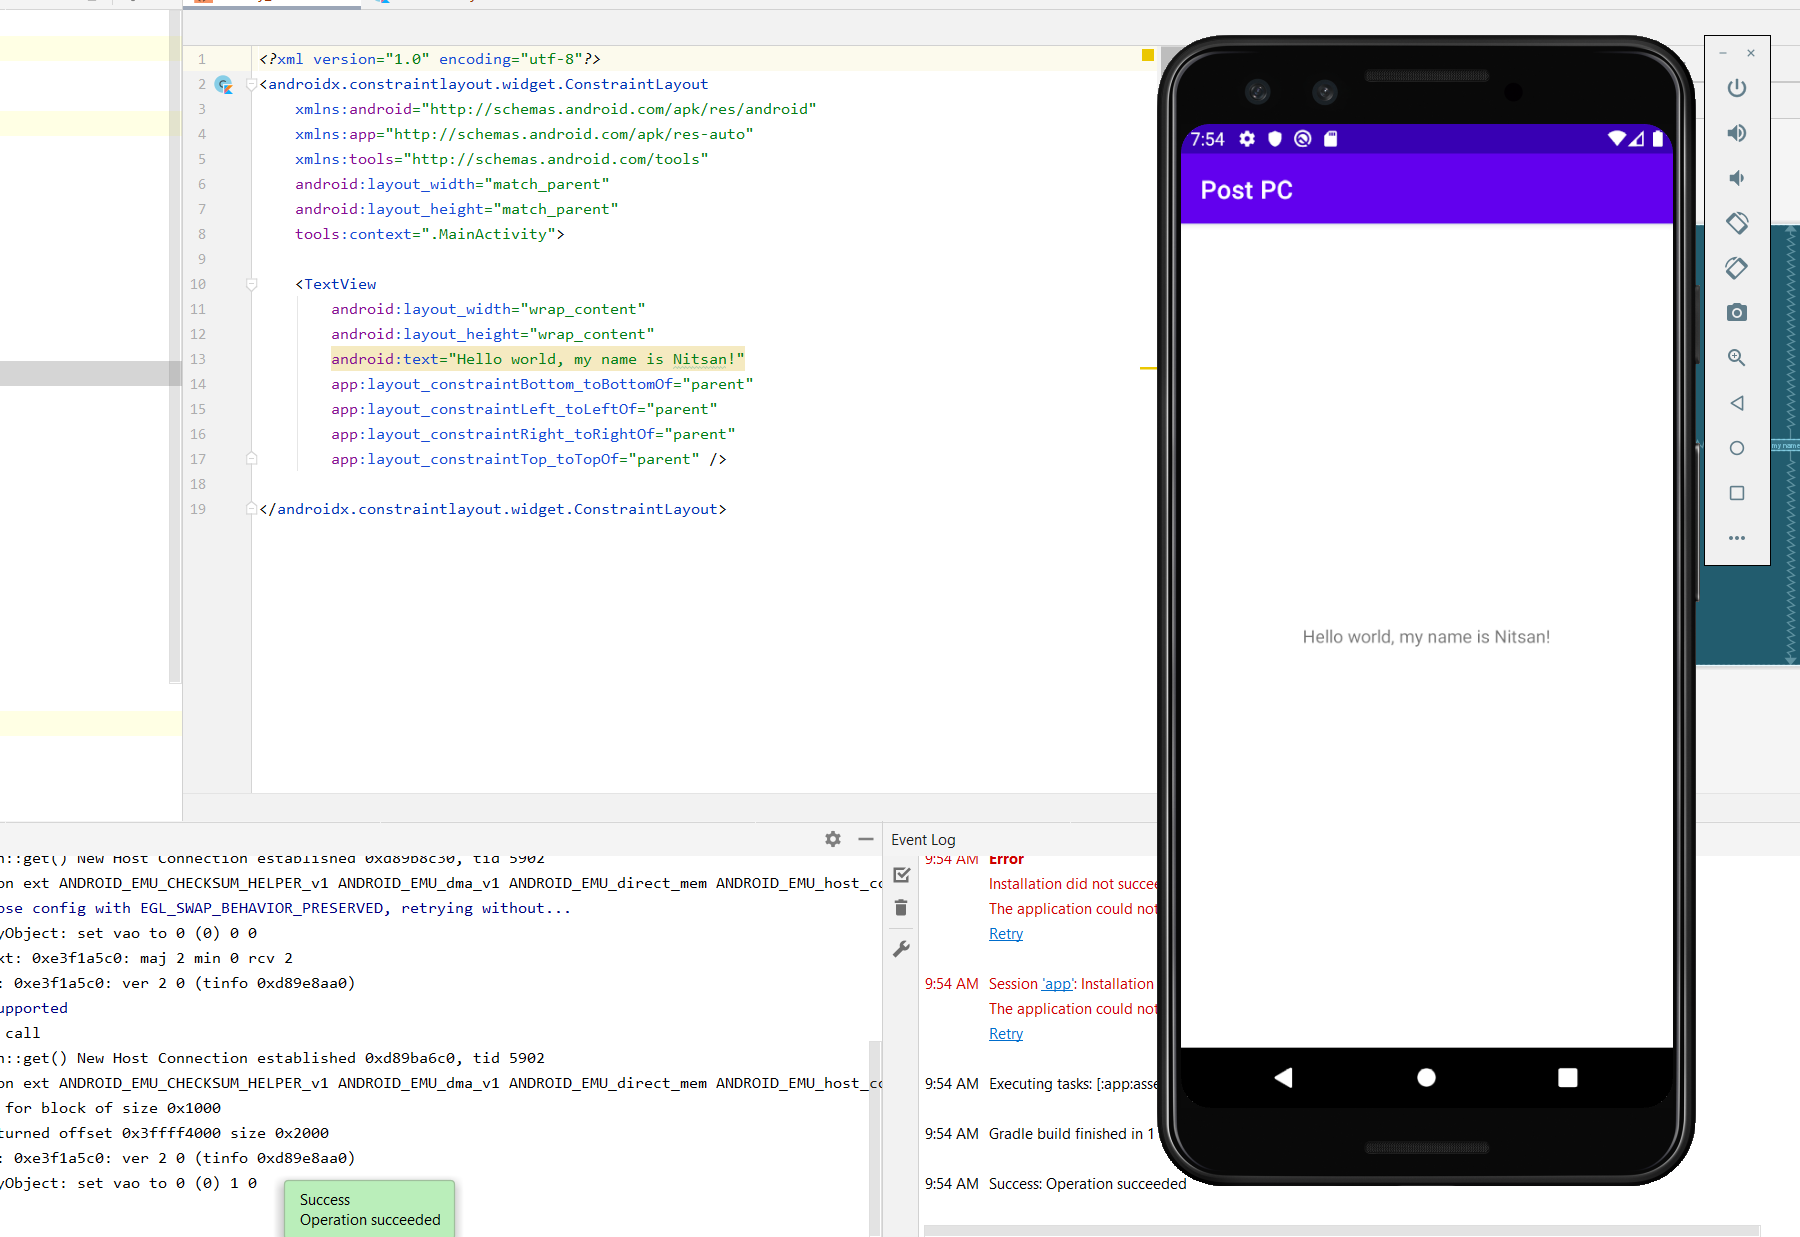 1 <?xml version="1.0" encoding="utf-8"?>
2 <androidx.constraintlayout.widget.ConstraintLayout
3 xmlns:android="http://schemas.android.com/apk/res/android"
4 xmlns:app="http://schemas.android.com/apk/res-auto"
5 xmlns:tools="http://schemas.android.com/tools"
6 android:layout_width="match_parent"
7 android:layout_height="match_parent"
8 tools:context=".MainActivity">
9
10 <TextView
11 android:layout_width="wrap_content"
12 android:layout_height="wrap_content"
13 android:text="Hello world, my name is Nitsan!"
14 app:layout_constraintBottom_toBottomOf="parent"
15 app:layout_constraintLeft_toLeftOf="parent"
16 app:layout_constraintRight_toRightOf="parent"
17 app:layout_constraintTop_toTopOf="parent" />
18
19 </androidx.constraintlayout.widget.ConstraintLayout>
7:54
Post PC
Hello world, my name is Nitsan!
my name
::get() New Host Connection established 0xd89b8c30, tid 5902
on ext ANDROID_EMU_CHECKSUM_HELPER_v1 ANDROID_EMU_dma_v1 ANDROID_EMU_direct_mem ANDROID_EMU_host_co
ose config with EGL_SWAP_BEHAVIOR_PRESERVED, retrying without...
yObject: set vao to 0 (0) 0 0
xt: 0xe3f1a5c0: maj 2 min 0 rcv 2
: 0xe3f1a5c0: ver 2 0 (tinfo 0xd89e8aa0)
upported
call
::get() New Host Connection established 0xd89ba6c0, tid 5902
on ext ANDROID_EMU_CHECKSUM_HELPER_v1 ANDROID_EMU_dma_v1 ANDROID_EMU_direct_mem ANDROID_EMU_host_co
for block of size 0x1000
turned offset 0x3ffff4000 size 0x2000
: 0xe3f1a5c0: ver 2 0 (tinfo 0xd89e8aa0)
yObject: set vao to 0 (0) 1 0
Success
Operation succeeded
Event Log
9:54 AM Error
Installation did not succee
The application could not
Retry
9:54 AM Session 'app': Installation
The application could not
Retry
9:54 AM Executing tasks: [:app:asse
9:54 AM Gradle build finished in 1
9:54 AM Success: Operation succeeded